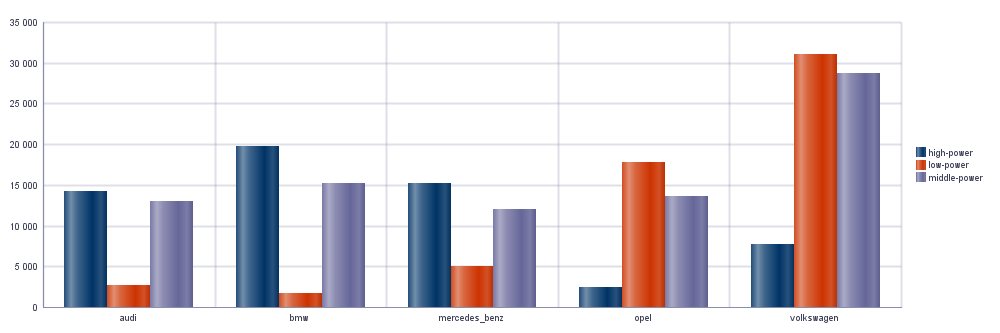 35 000
30 000
25 000
20 000
15 000
10 000
5 000
0
audi bmw mercedes_benz opel volkswagen
high-power
low-power
middle-power